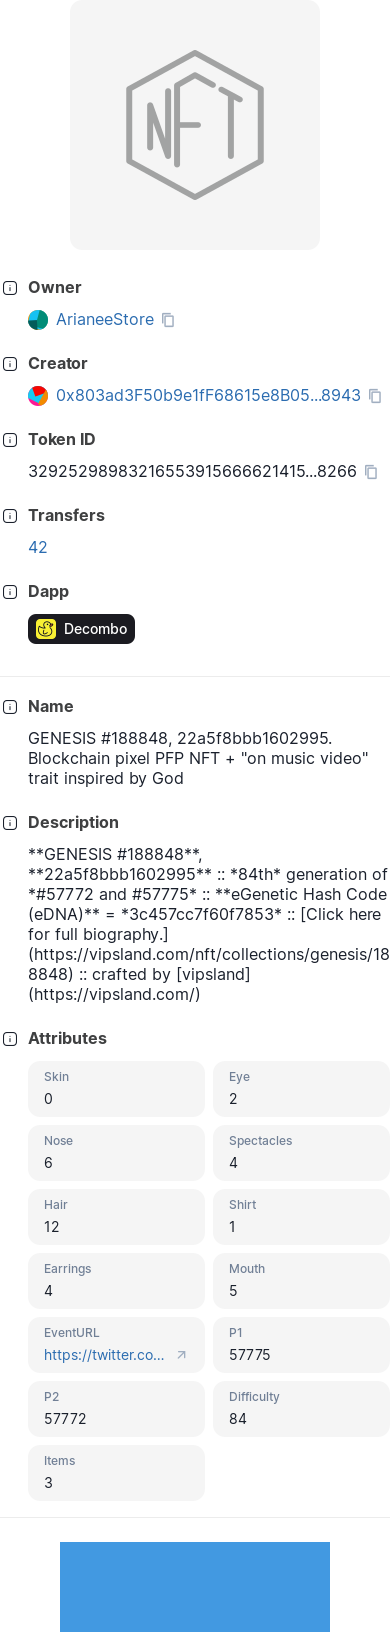 NFT
Owner
ArianeeStore
Creator
0x803ad3F50b9e1fF68615e8B05...8943
Token ID
329252989832165539156666​21415...8266
Transfers
42
Dapp
Decombo
Name
GENESIS #188848, 22a5f8bbb1602995.
Blockchain pixel PFP NFT + "on music video"
trait inspired by God
Description
**GENESIS #188848**,
**22a5f8bbb1602995** :: *84th* generation of
*#57772 and #57775* :: **eGenetic Hash Code
(eDNA)** = *3c457cc7f60f7853* :: [Click here
for full biography.]
(https://vipsland.com/nft/collections/genesis/18
8848) :: crafted by [vipsland]
(https://vipsland.com/)
Attributes
Skin
0
Eye
2
Nose
6
Spectacles
4
Hair
12
Shirt
1
Earrings
4
Mouth
5
EventURL
https://twitter.co...
P1
57775
P2
57772
Difficulty
84
Items
3